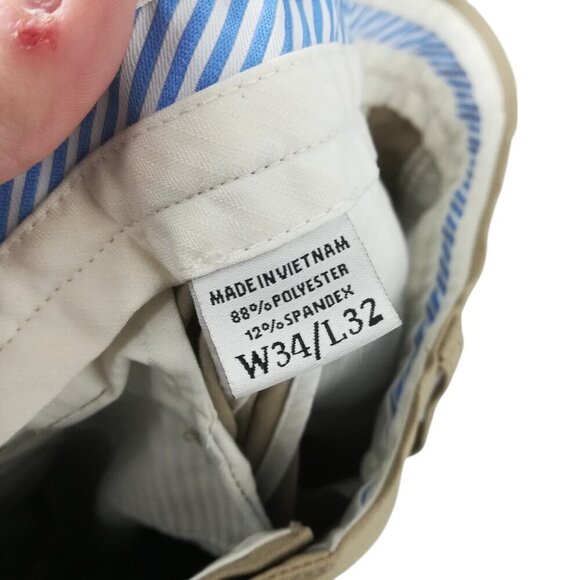 MADE IN VIETNAM
88% POLYESTER
12% SPANDEX
W34/L32